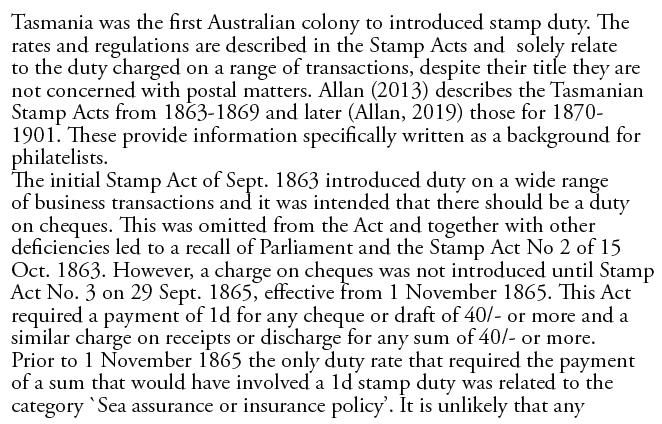 Tasmania was the first Australian colony to introduced stamp duty. The
rates and regulations are described in the Stamp Acts and  solely relate
to the duty charged on a range of transactions, despite their title they are
not concerned with postal matters. Allan (2013) describes the Tasmanian
Stamp Acts from 1863-1869 and later (Allan, 2019) those for 1870-
1901. These provide information specifically written as a background for
philatelists.
The initial Stamp Act of Sept. 1863 introduced duty on a wide range
of business transactions and it was intended that there should be a duty
on cheques. This was omitted from the Act and together with other
deficiencies led to a recall of Parliament and the Stamp Act No 2 of 15
Oct. 1863. However, a charge on cheques was not introduced until Stamp
Act No. 3 on 29 Sept. 1865, effective from 1 November 1865. This Act
required a payment of 1d for any cheque or draft of 40/- or more and a
similar charge on receipts or discharge for any sum of 40/- or more.
Prior to 1 November 1865 the only duty rate that required the payment
of a sum that would have involved a 1d stamp duty was related to the
category `Sea assurance or insurance policy’. It is unlikely that any